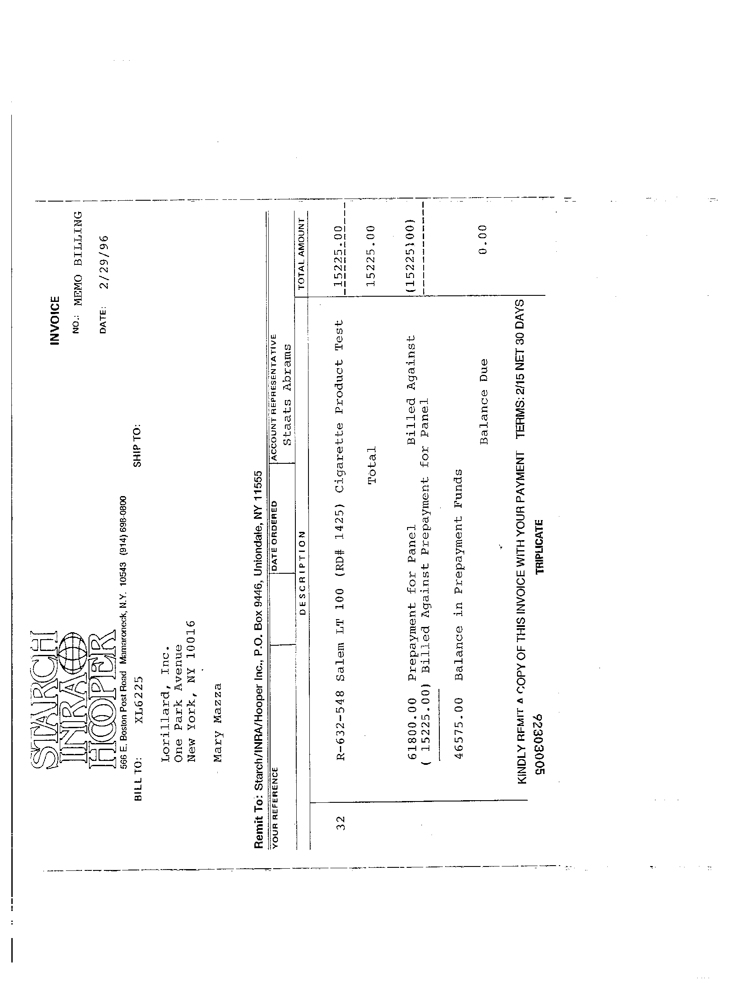 STARCH
INRA
HOOPER
566 E. Boston Post Road Mamaroneck, N.Y. 10543 (914) 698-0800
INVOICE
NO.: MEMO BILLING
DATE: 2/29/96
BILL TO: XL6225
SHIP TO:
Lorillard, Inc.
One Park Avenue
New York, NY 10016
Mary Mazza
Remit To: Starch/INRA/Hooper Inc., P.O. Box 9446, Uniondale, NY 11555
YOUR REFERENCE DATE ORDERED ACCOUNT REPRESENTATIVE
Staats Abrams
DESCRIPTION TOTAL AMOUNT
32 R-632-548 Salem LT 100 (RD# 1425) Cigarette Product Test 15225.00
Total 15225.00
61800.00 Prepayment for Panel Billed Against (15225100)
( 15225.00) Billed Against Prepayment for Panel
46575.00 Balance in Prepayment Funds
Balance Due 0.00
KINDLY REMIT A COPY OF THIS INVOICE WITH YOUR PAYMENT TERMS: 2/15 NET 30 DAYS
92303005 TRIPLICATE